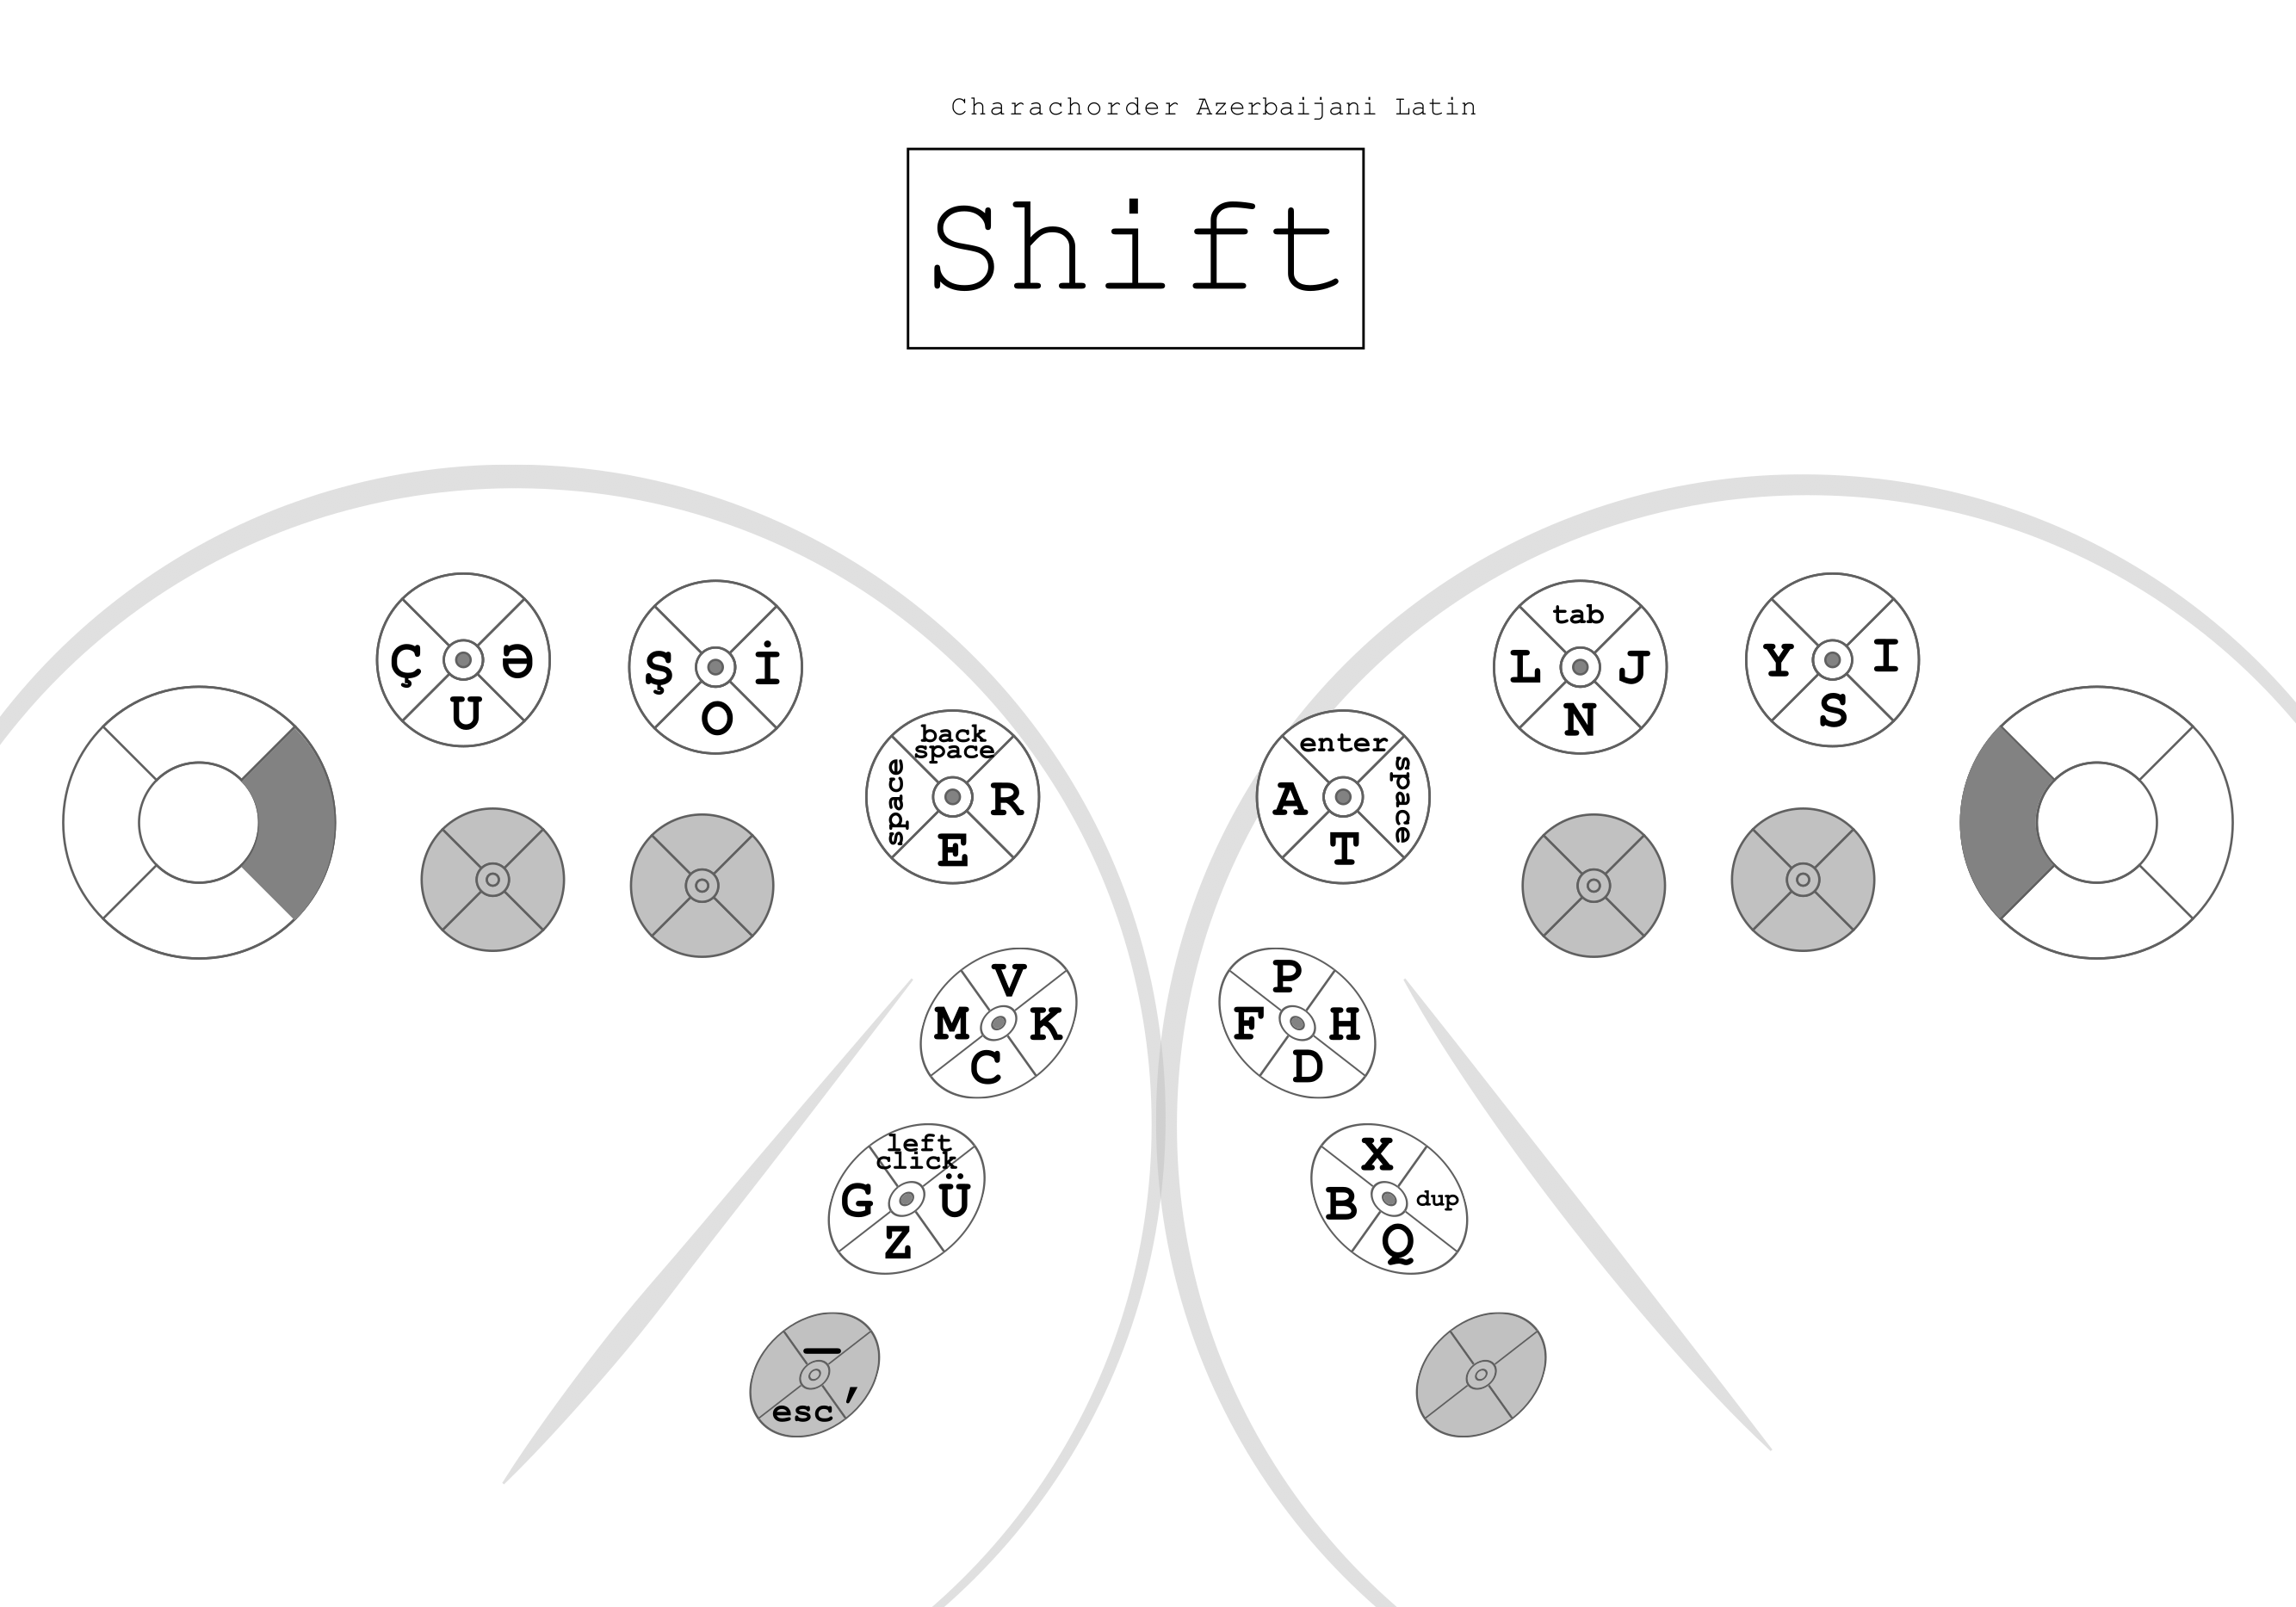 Charachorder Azerbaijani Latin
Shift
Ç ə U
Ş İ O
back
space
space R E
enter
A space T
tab
L J N
Y I S
V
M K
C
P
F H
D
left
click
G Ü
Z
X
B dup
Q
_
esc ,